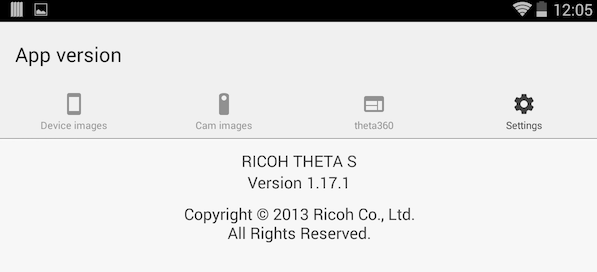 12:05
App version
Device images Cam images theta360 Settings
RICOH THETA S
Version 1.17.1
Copyright © 2013 Ricoh Co., Ltd.
All Rights Reserved.